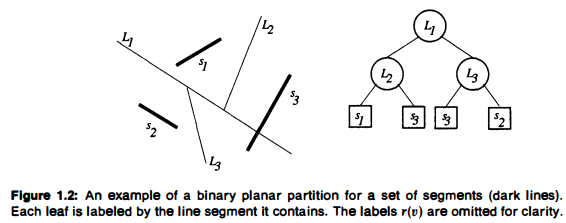 L1
L2
s1
s3
s2
L3
L1
L2
L3
s1
s3
s3
s2
Figure 1.2: An example of a binary planar partition for a set of segments (dark lines).
Each leaf is labeled by the line segment it contains. The labels r(v) are omitted for clarity.